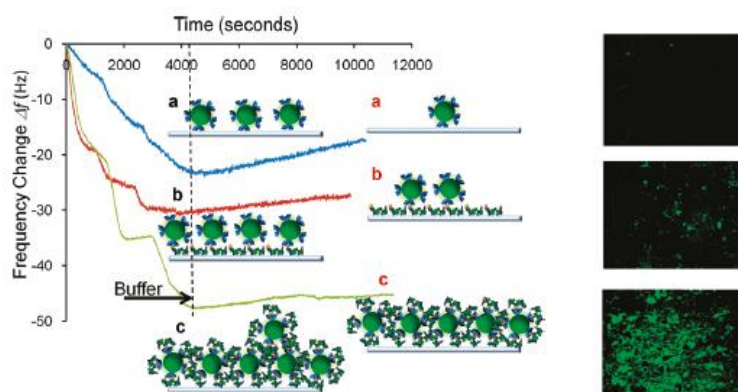 Time (seconds)
0 2000 4000 6000 8000 10000 12000
0
-10
-20
-30
-40
-50
Frequency Change Δf (Hz)
a
a
b
b
Buffer
c
c